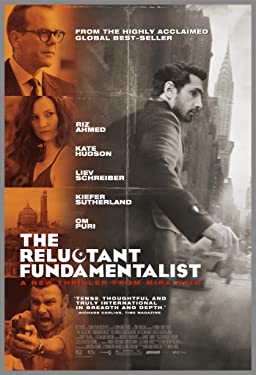 FROM THE HIGHLY ACCLAIMED
GLOBAL BEST-SELLER
RIZ
AHMED
KATE
HUDSON
LIEV
SCHREIBER
KIEFER
SUTHERLAND
OM
PURI
THE
RELUCTANT
FUNDAMENTALIST
A NEW THRILLER FROM MIRA NAIR
"TENSE, THOUGHTFUL AND
TRULY INTERNATIONAL
IN BREADTH AND DEPTH."
RICHARD CORLISS, TIME MAGAZINE